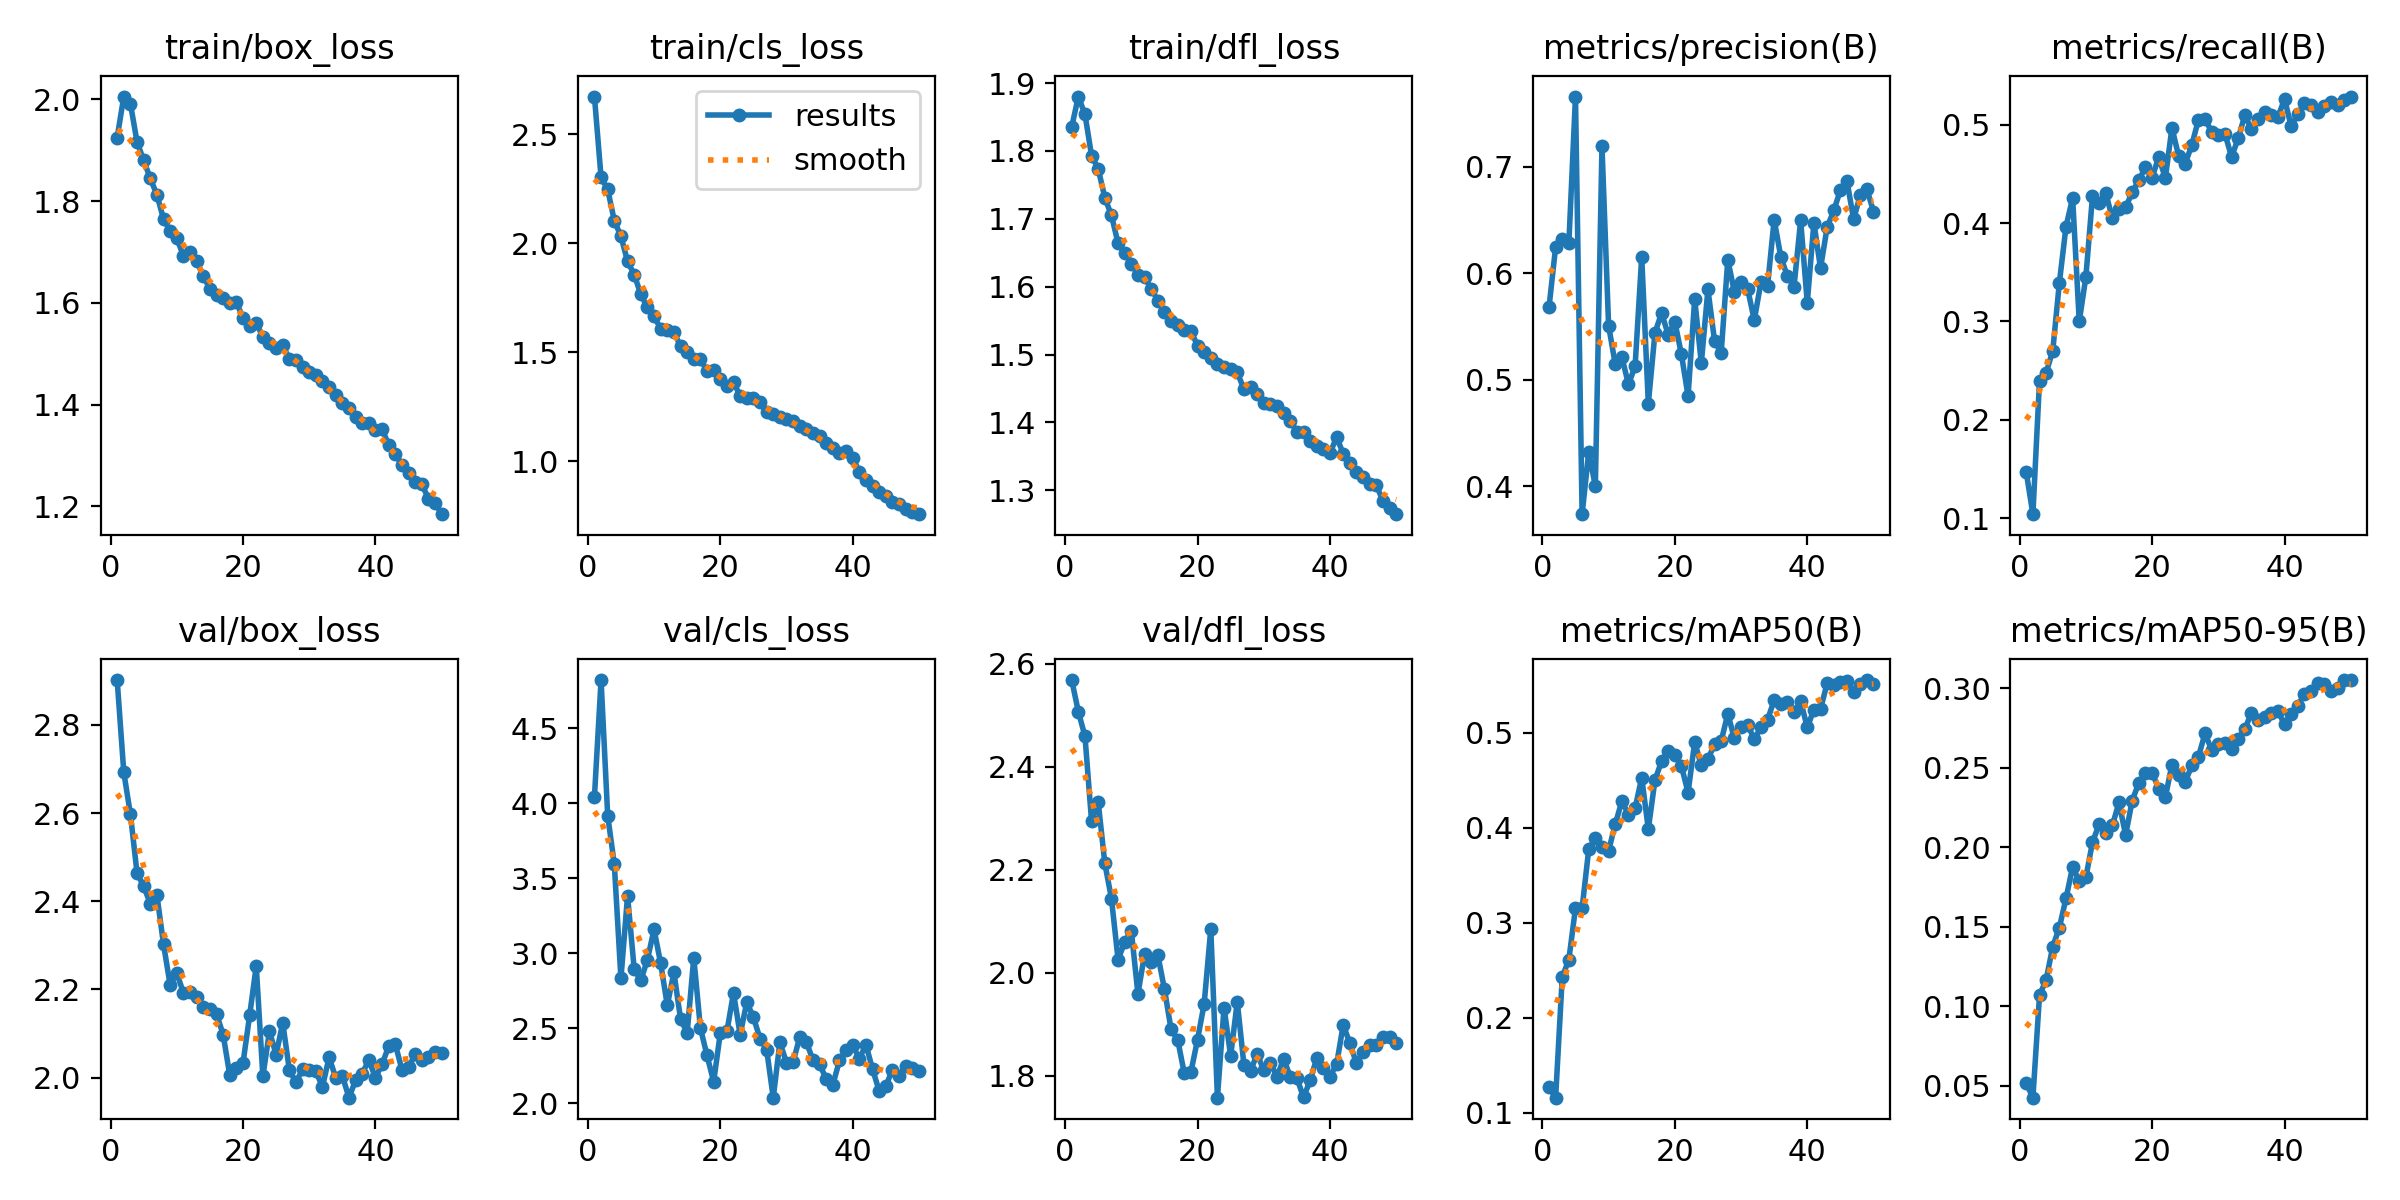 train/box_loss
2.0
1.8
1.6
1.4
1.2
0 20 40
train/cls_loss
results
smooth
2.5
2.0
1.5
1.0
0 20 40
train/dfl_loss
1.9
1.8
1.7
1.6
1.5
1.4
1.3
0 20 40
metrics/precision(B)
0.7
0.6
0.5
0.4
0 20 40
metrics/recall(B)
0.5
0.4
0.3
0.2
0.1
0 20 40
val/box_loss
2.8
2.6
2.4
2.2
2.0
0 20 40
val/cls_loss
4.5
4.0
3.5
3.0
2.5
2.0
0 20 40
val/dfl_loss
2.6
2.4
2.2
2.0
1.8
0 20 40
metrics/mAP50(B)
0.5
0.4
0.3
0.2
0.1
0 20 40
metrics/mAP50-95(B)
0.30
0.25
0.20
0.15
0.10
0.05
0 20 40